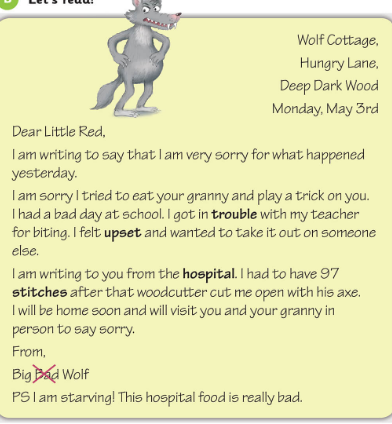 Let's read!
Wolf Cottage,
Hungry Lane,
Deep Dark Wood
Monday, May 3rd
Dear Little Red,
I am writing to say that I am very sorry for what happened
yesterday.
I am sorry I tried to eat your granny and play a trick on you.
I had a bad day at school. I got in trouble with my teacher
for biting. I felt upset and wanted to take it out on someone
else.
I am writing to you from the hospital. I had to have 97
stitches after that woodcutter cut me open with his axe.
I will be home soon and will visit you and your granny in
person to say sorry.
From,
Big Bad Wolf
PS I am starving! This hospital food is really bad.